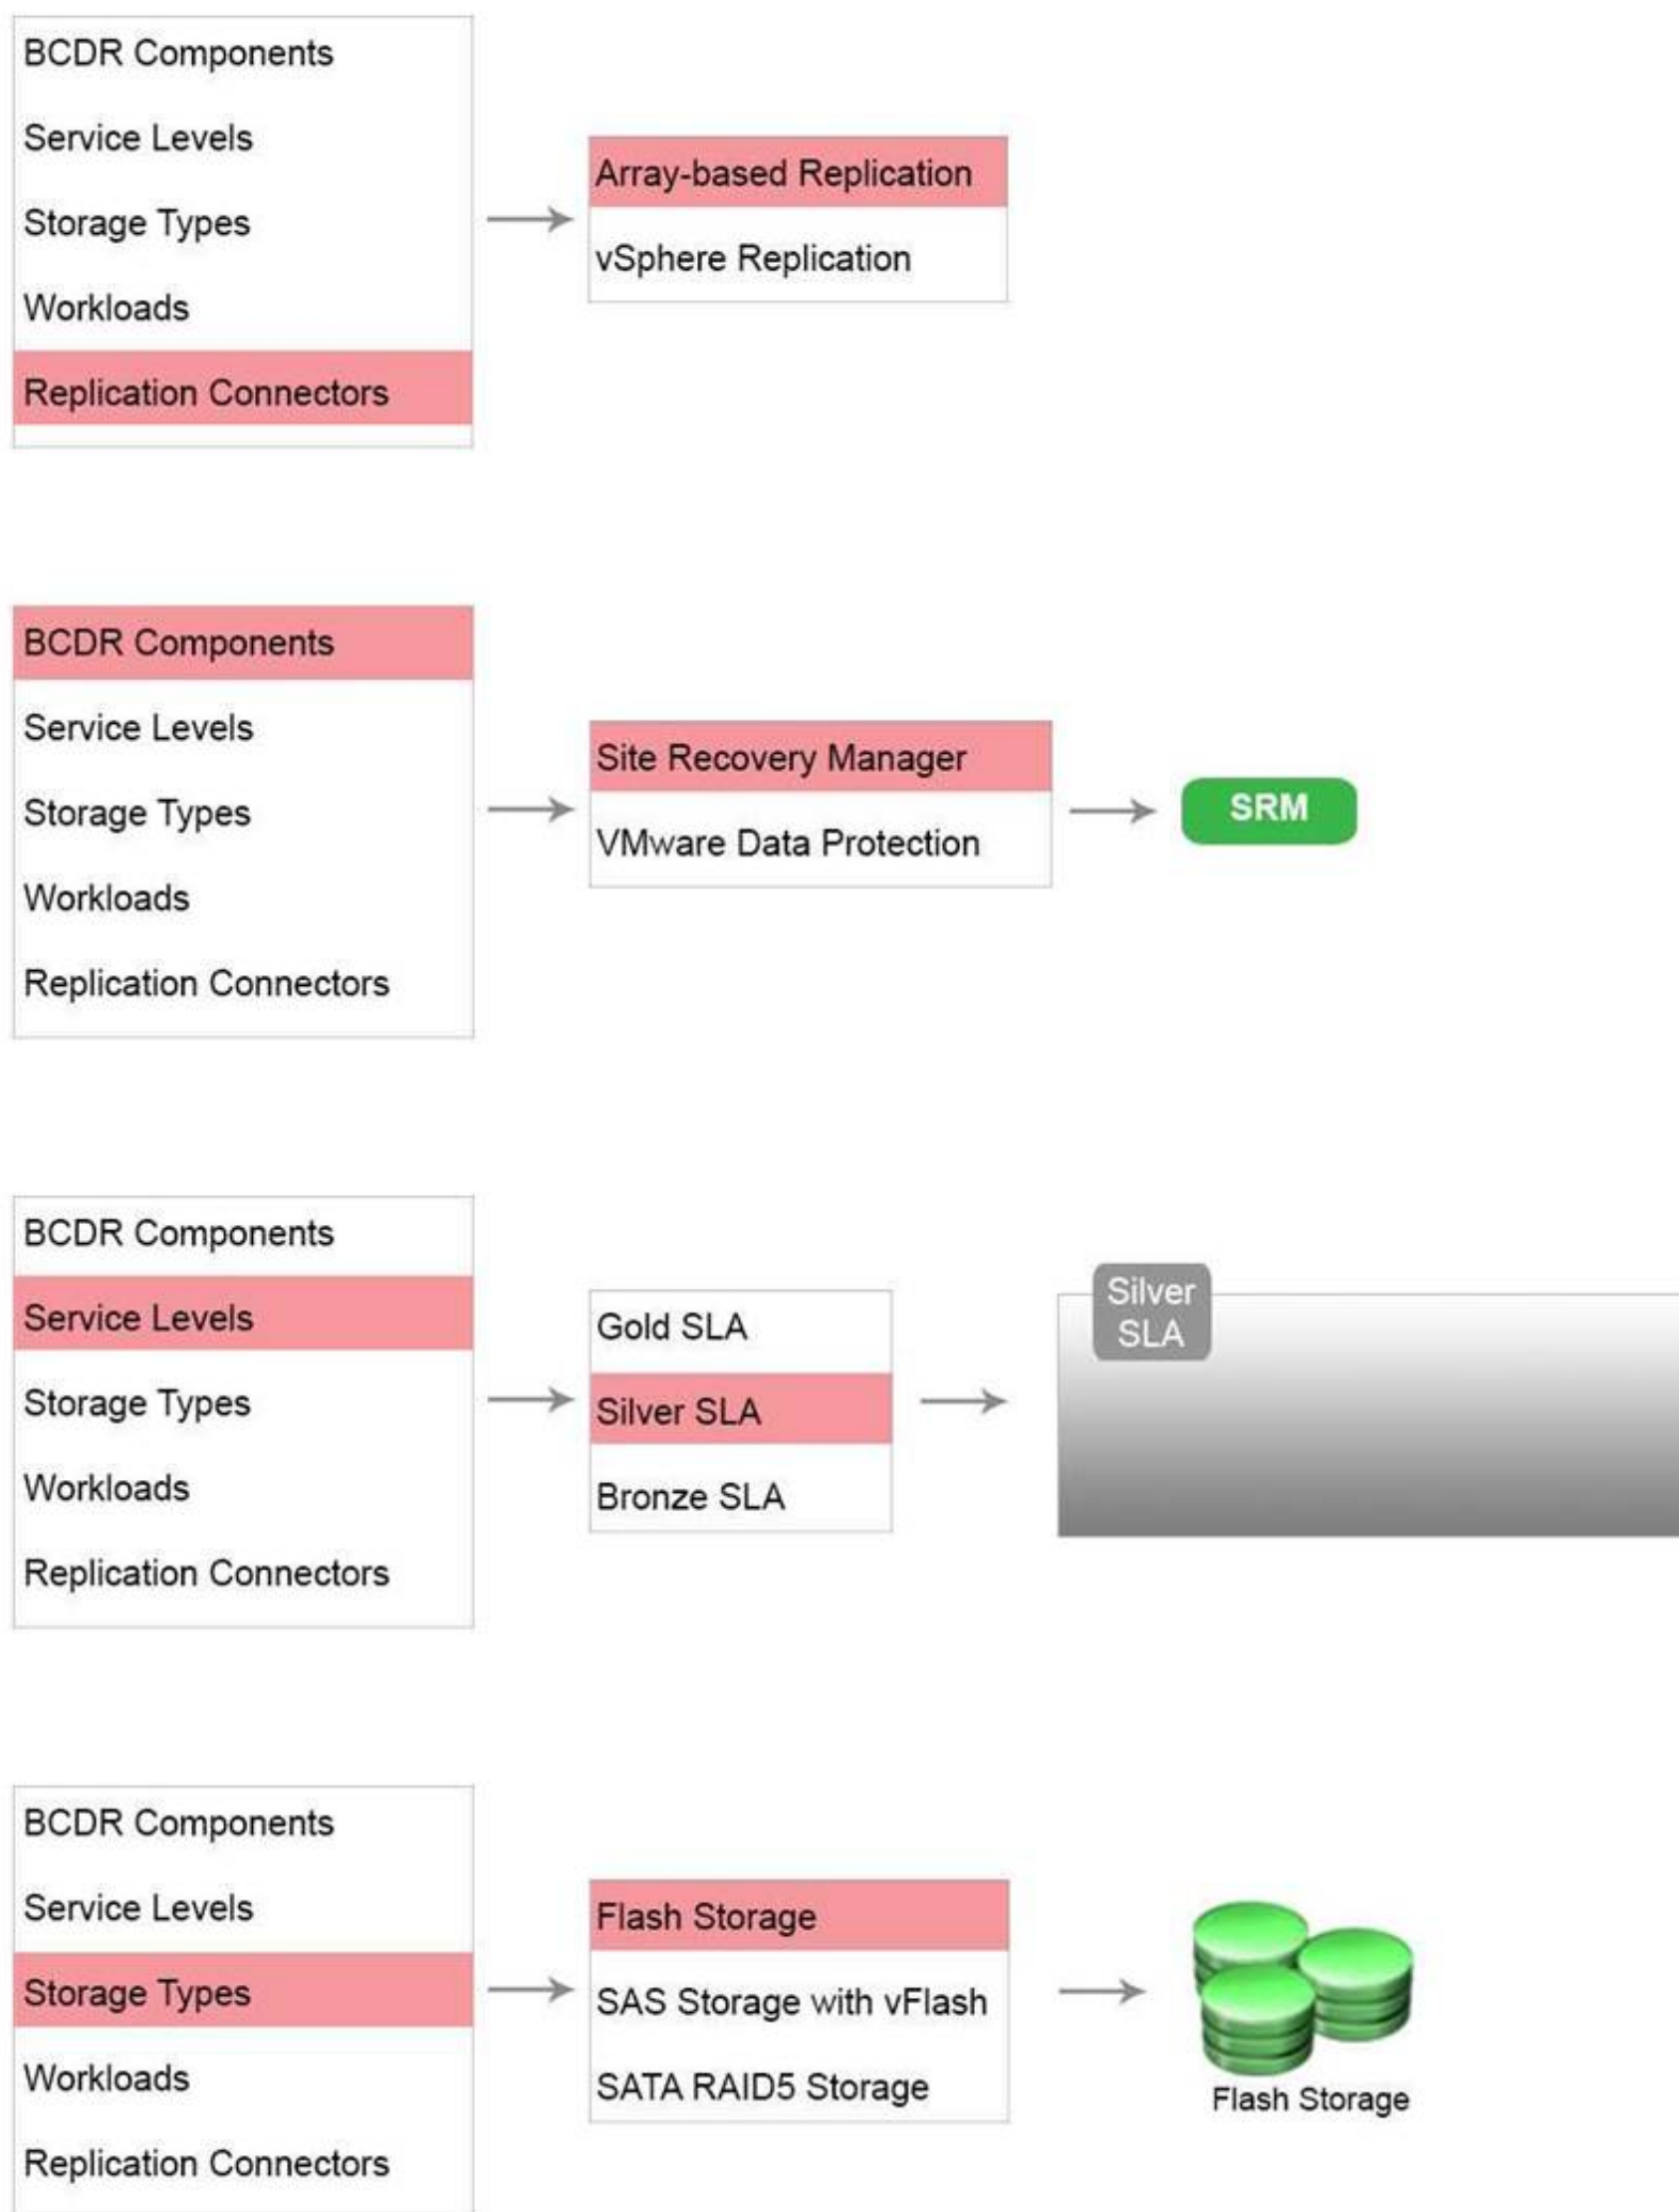 BCDR Components
Service Levels
Storage Types
Workloads
Replication Connectors
Array-based Replication
vSphere Replication
BCDR Components
Service Levels
Storage Types
Workloads
Replication Connectors
Site Recovery Manager
VMware Data Protection
SRM
BCDR Components
Service Levels
Storage Types
Workloads
Replication Connectors
Gold SLA
Silver SLA
Bronze SLA
Silver
SLA
BCDR Components
Service Levels
Storage Types
Workloads
Replication Connectors
Flash Storage
SAS Storage with vFlash
SATA RAID5 Storage
Flash Storage